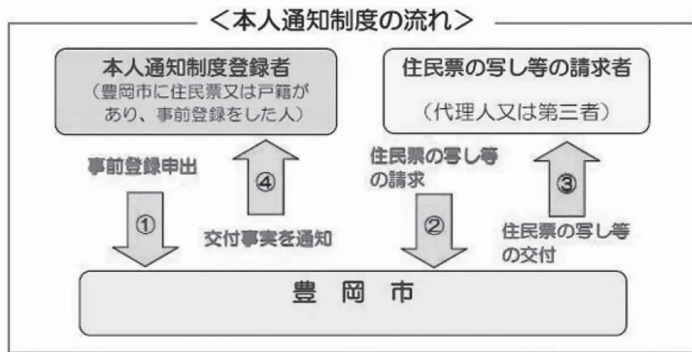 ＜本人通知制度の流れ＞
本人通知制度登録者
（豊岡市に住民票又は戸籍が
あり、事前登録をした人）
住民票の写し等の請求者
（代理人又は第三者）
事前登録申出
①
④
交付事実を通知
住民票の写し等
の請求
②
③
住民票の写し等
の交付
豊岡市